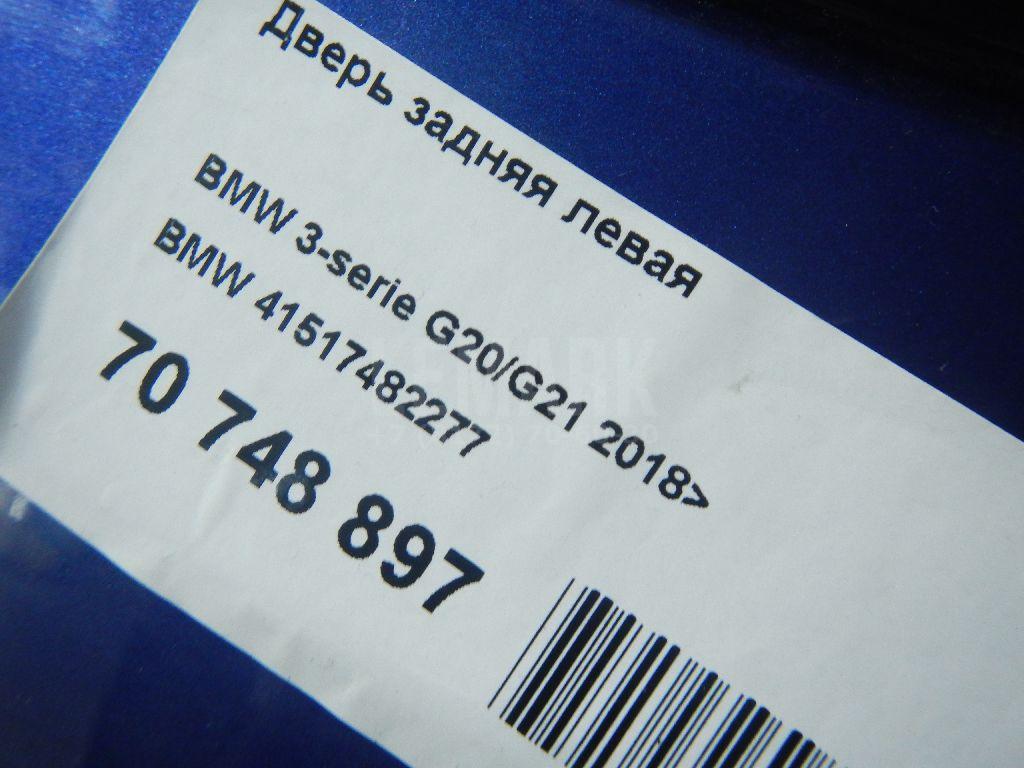 Дверь задняя левая
BMW 3-serie G20/G21 2018>
BMW 41517482277
70 748 897